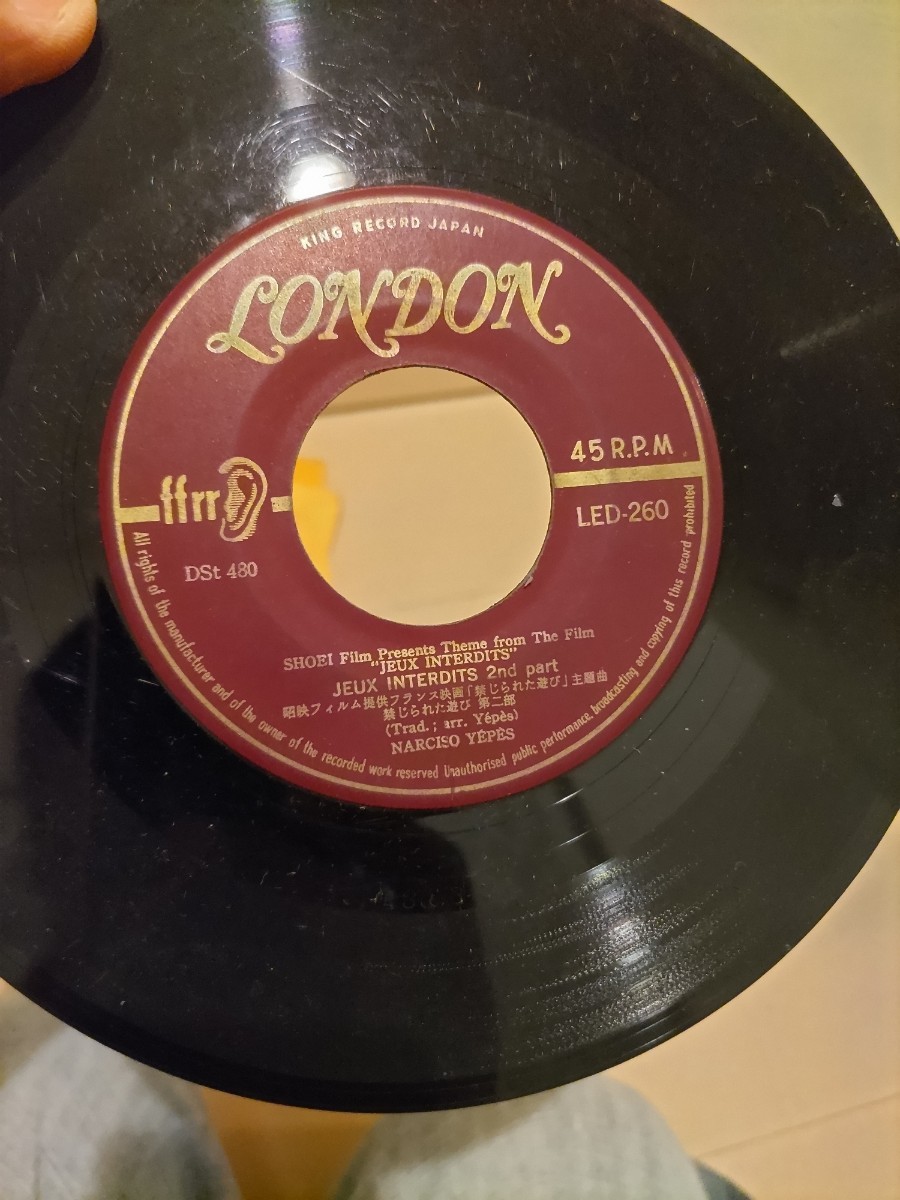 KING RECORD JAPAN
LONDON
45 R.P.M
ffrr
LED-260
DSt 480
SHOEI Film Presents Theme from The Film
"JEUX INTERDITS"
JEUX INTERDITS 2nd part
昭映フィルム提供フランス映画「禁じられた遊び」主題曲
禁じられた遊び 第二部
(Trad.; arr. Yépès)
NARCISO YÉPÈS
All rights of the manufacturer and of the owner of the recorded work reserved Unauthorised public performance, broadcasting and copying of this record prohibited